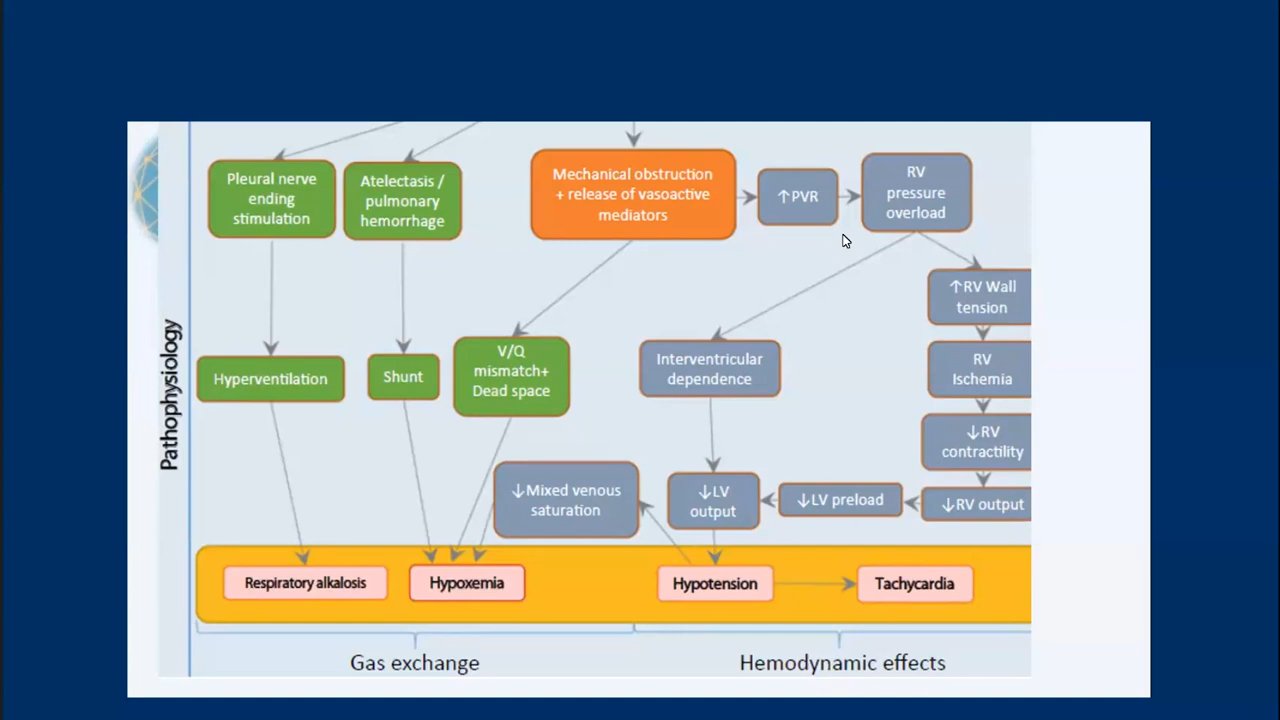 Pleural nerve
ending
stimulation
Atelectasis /
pulmonary
hemorrhage
Mechanical obstruction
+ release of vasoactive
mediators
↑PVR
RV
pressure
overload
↑RV Wall
tension
Pathophysiology
Hyperventilation
Shunt
V/Q
mismatch+
Dead space
Interventricular
dependence
RV
Ischemia
↓RV
contractility
↓Mixed venous
saturation
↓LV
output
↓LV preload
↓RV output
Respiratory alkalosis
Hypoxemia
Hypotension
Tachycardia
Gas exchange
Hemodynamic effects